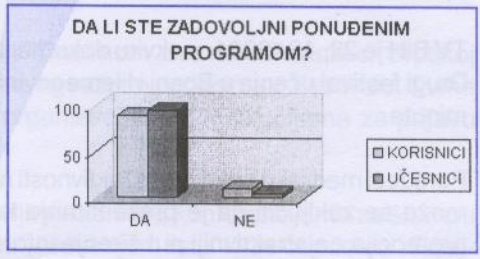 DA LI STE ZADOVOLJNI PONUĐENIM
PROGRAMOM?
100
50
0
DA
NE
KORISNICI
UČESNICI